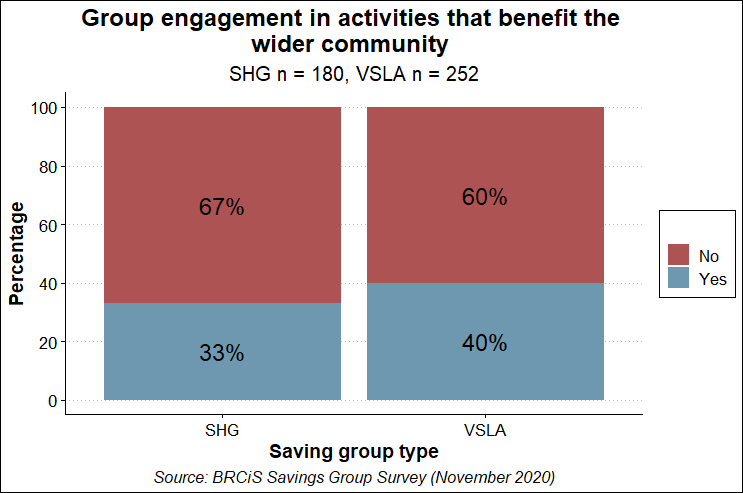 Group engagement in activities that benefit the
wider community
SHG n = 180, VSLA n = 252
Percentage
100
80
60
40
20
0
67%
60%
33%
40%
No
Yes
SHG
VSLA
Saving group type
Source: BRCiS Savings Group Survey (November 2020)